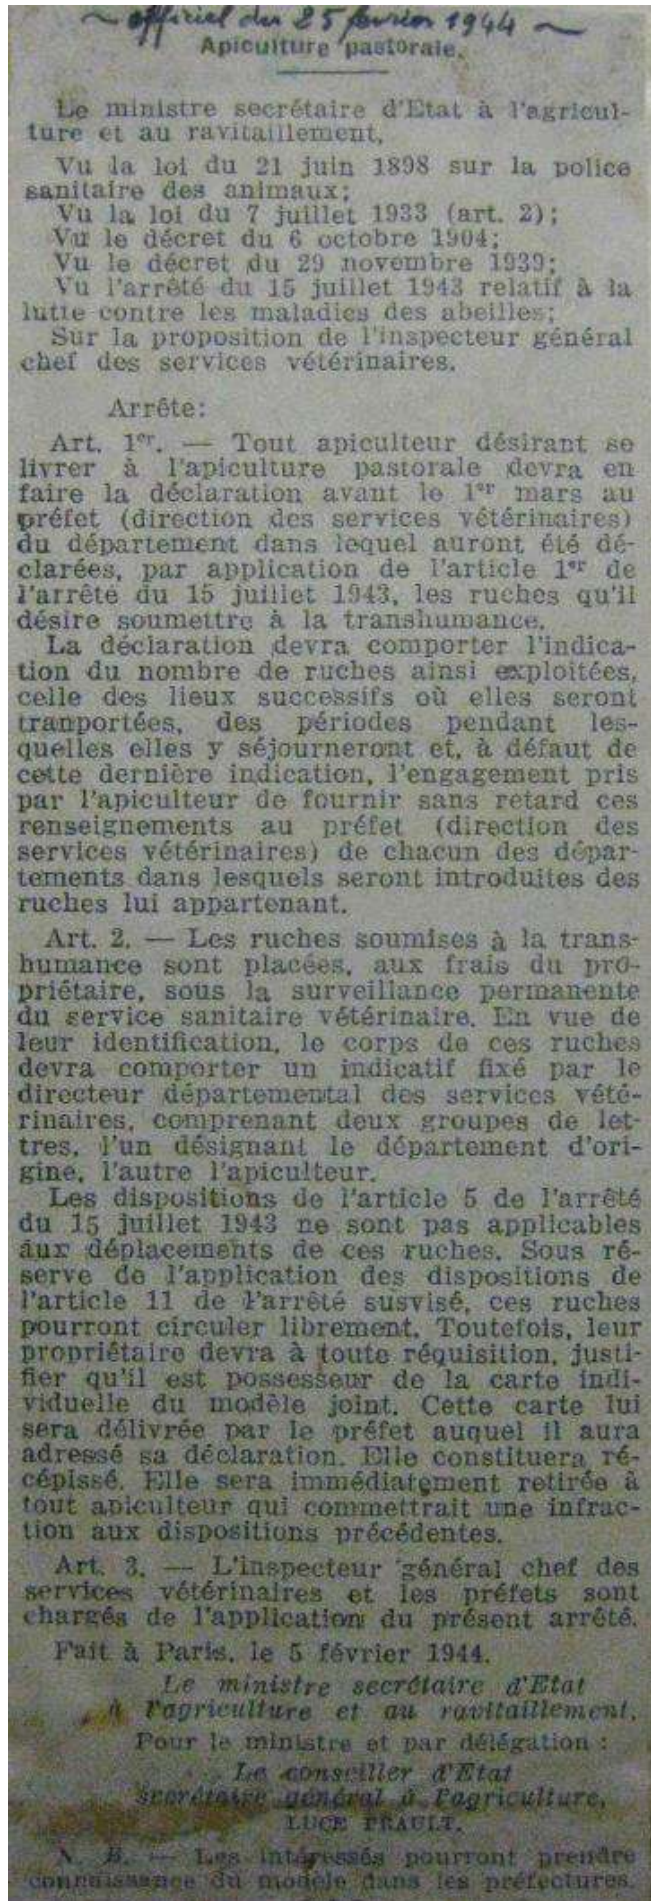 ~ officiel du 25 février 1944 ~
Apiculture pastorale.
Le ministre secrétaire d'Etat à l'agricul-
ture et au ravitaillement,
Vu la loi du 21 juin 1898 sur la police
sanitaire des animaux;
Vu la loi du 7 juillet 1933 (art. 2);
Vu le décret du 6 octobre 1904;
Vu le décret du 29 novembre 1939;
Vu l'arrêté du 15 juillet 1943 relatif à la
lutte contre les maladies des abeilles;
Sur la proposition de l'inspecteur général
chef des services vétérinaires.
Arrête:
Art. 1er. — Tout apiculteur désirant se
livrer à l'apiculture pastorale devra en
faire la déclaration avant le 1er mars au
préfet (direction des services vétérinaires)
du département dans lequel auront été dé-
clarées, par application de l'article 1er de
l'arrêté du 15 juillet 1943, les ruches qu'il
désire soumettre à la transhumance.
La déclaration devra comporter l'indica-
tion du nombre de ruches ainsi exploitées,
celle des lieux successifs où elles seront
tranportées, des périodes pendant les-
quelles elles y séjourneront et, à défaut de
cette dernière indication, l'engagement pris
par l'apiculteur de fournir sans retard ces
renseignements au préfet (direction des
services vétérinaires) de chacun des dépar-
tements dans lesquels seront introduites des
ruches lui appartenant.
Art. 2. — Les ruches soumises à la trans-
humance sont placées, aux frais du pro-
priétaire, sous la surveillance permanente
du service sanitaire vétérinaire. En vue de
leur identification, le corps de ces ruches
devra comporter un indicatif fixé par le
directeur départemental des services vété-
rinaires, comprenant deux groupes de let-
tres, l'un désignant le département d'ori-
gine, l'autre l'apiculteur.
Les dispositions de l'article 5 de l'arrêté
du 15 juillet 1943 ne sont pas applicables
aux déplacements de ces ruches. Sous ré-
serve de l'application des dispositions de
l'article 11 de l'arrêté susvisé, ces ruches
pourront circuler librement. Toutefois, leur
propriétaire devra à toute réquisition, justi-
fier qu'il est possesseur de la carte indi-
viduelle du modèle joint. Cette carte lui
sera délivrée par le préfet auquel il aura
adressé sa déclaration. Elle constituera ré-
cépissé. Elle sera immédiatement retirée à
tout apiculteur qui commettrait une infrac-
tion aux dispositions précédentes.
Art. 3. — L'inspecteur général chef des
services vétérinaires et les préfets sont
chargés de l'application du présent arrêté.
Fait à Paris, le 5 février 1944.
Le ministre secrétaire d'Etat
à l'agriculture et au ravitaillement,
Pour le ministre et par délégation :
Le conseiller d'Etat
secrétaire général à l'agriculture,
LUCE PRAULT.
N. B. — Les intéressés pourront prendre
connaissance du modèle dans les préfectures.